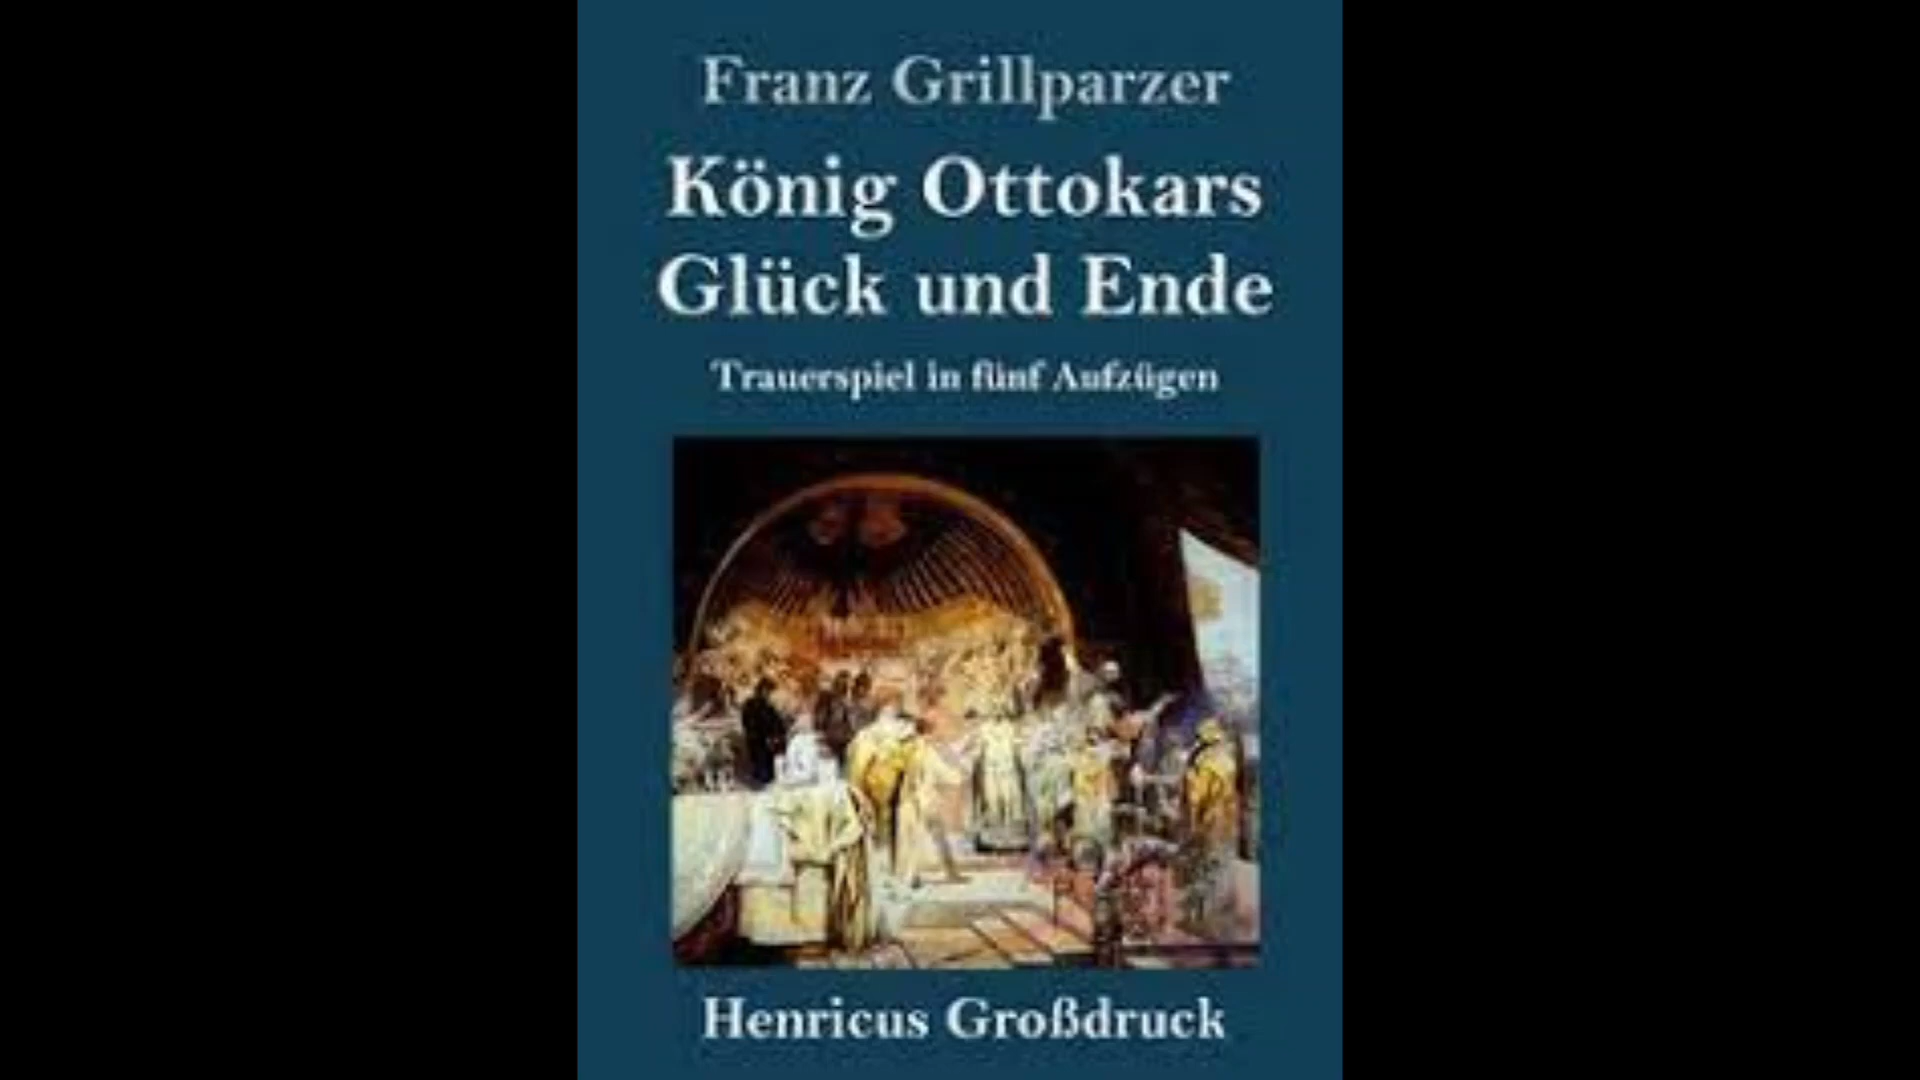 Franz Grillparzer
König Ottokars
Glück und Ende
Trauerspiel in fünf Aufzügen
Henricus Großdruck